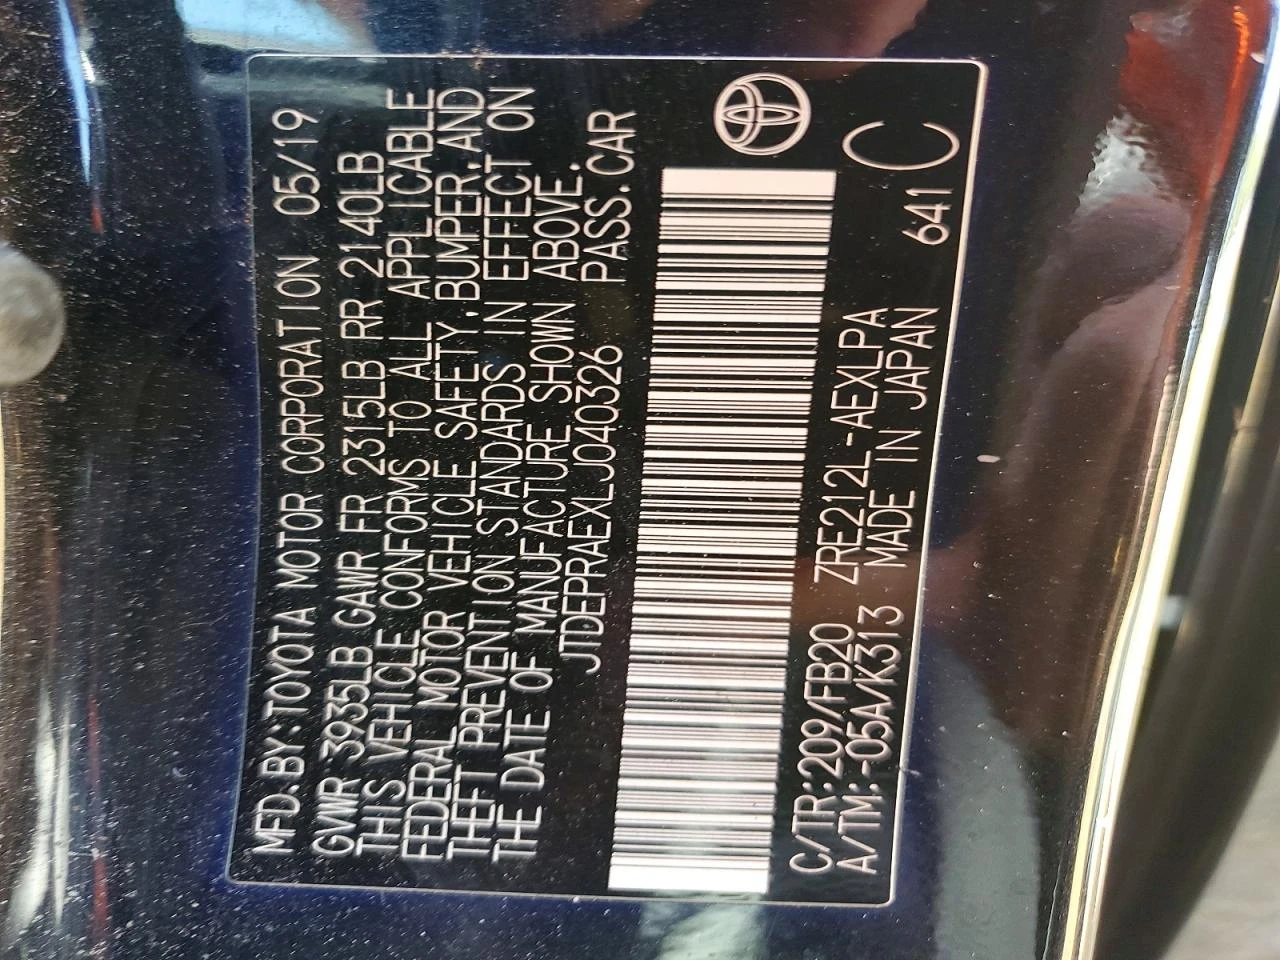 MFD.BY:TOYOTA MOTOR CORPORATION 05/19
GVWR 3935LB GAWR FR 2315LB RR 2140LB
THIS VEHICLE CONFORMS TO ALL APPLICABLE
FEDERAL MOTOR VEHICLE SAFETY,BUMPER,AND
THEFT PREVENTION STANDARDS IN EFFECT ON
THE DATE OF MANUFACTURE SHOWN ABOVE.
JTDEPRAEXLJ040326 PASS.CAR
C/TR:209/FB20 ZRE212L-AEXLPA C
A/TM:-05A/K313 MADE IN JAPAN 641